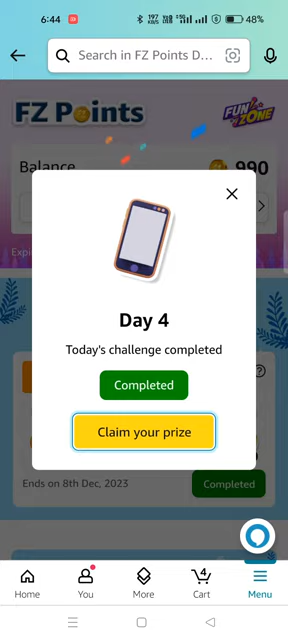 6:44
48%
Search in FZ Points D...
FZ Points
FUN ZONE
Balance
990
Day 4
Today's challenge completed
Completed
Claim your prize
Ends on 8th Dec, 2023
Completed
4
Home
You
More
Cart
Menu